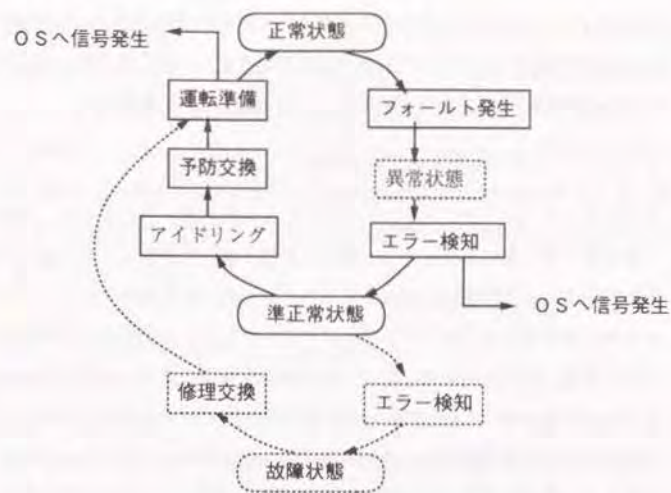 正常状態
ОSへ信号発生
運転準備
フォールト発生
予防交換
異常状態
アイドリング
エラー検知
準正常状態
ОSへ信号発生
修理交換
エラー検知
故障状態